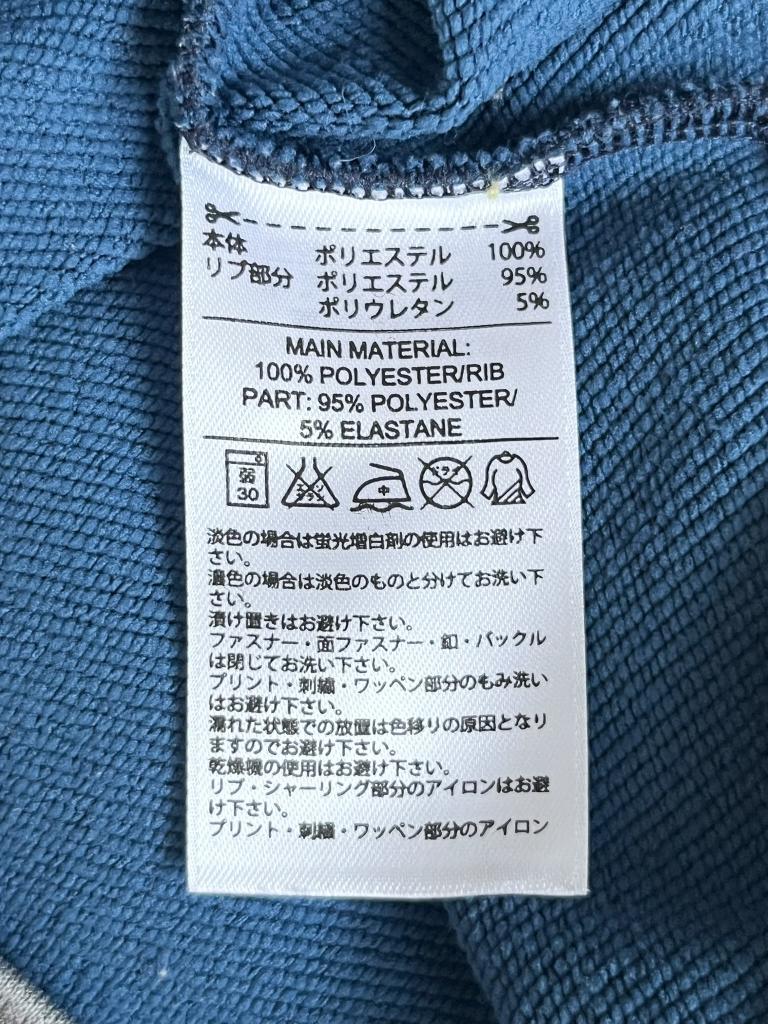 本体 ポリエステル 100%
リブ部分 ポリエステル 95%
ポリウレタン 5%
MAIN MATERIAL:
100% POLYESTER/RIB
PART: 95% POLYESTER/
5% ELASTANE
弱 30 エンソ サラシ 中 ドライ
淡色の場合は蛍光増白剤の使用はお避け下
さい。
濃色の場合は淡色のものと分けてお洗い下
さい。
漬け置きはお避け下さい。
ファスナー・面ファスナー・釦・バックル
は閉じてお洗い下さい。
プリント・刺繍・ワッペン部分のもみ洗い
はお避け下さい。
濡れた状態での放置は色移りの原因となり
ますのでお避け下さい。
乾燥機の使用はお避け下さい。
リブ・シャーリング部分のアイロンはお避
け下さい。
プリント・刺繍・ワッペン部分のアイロン